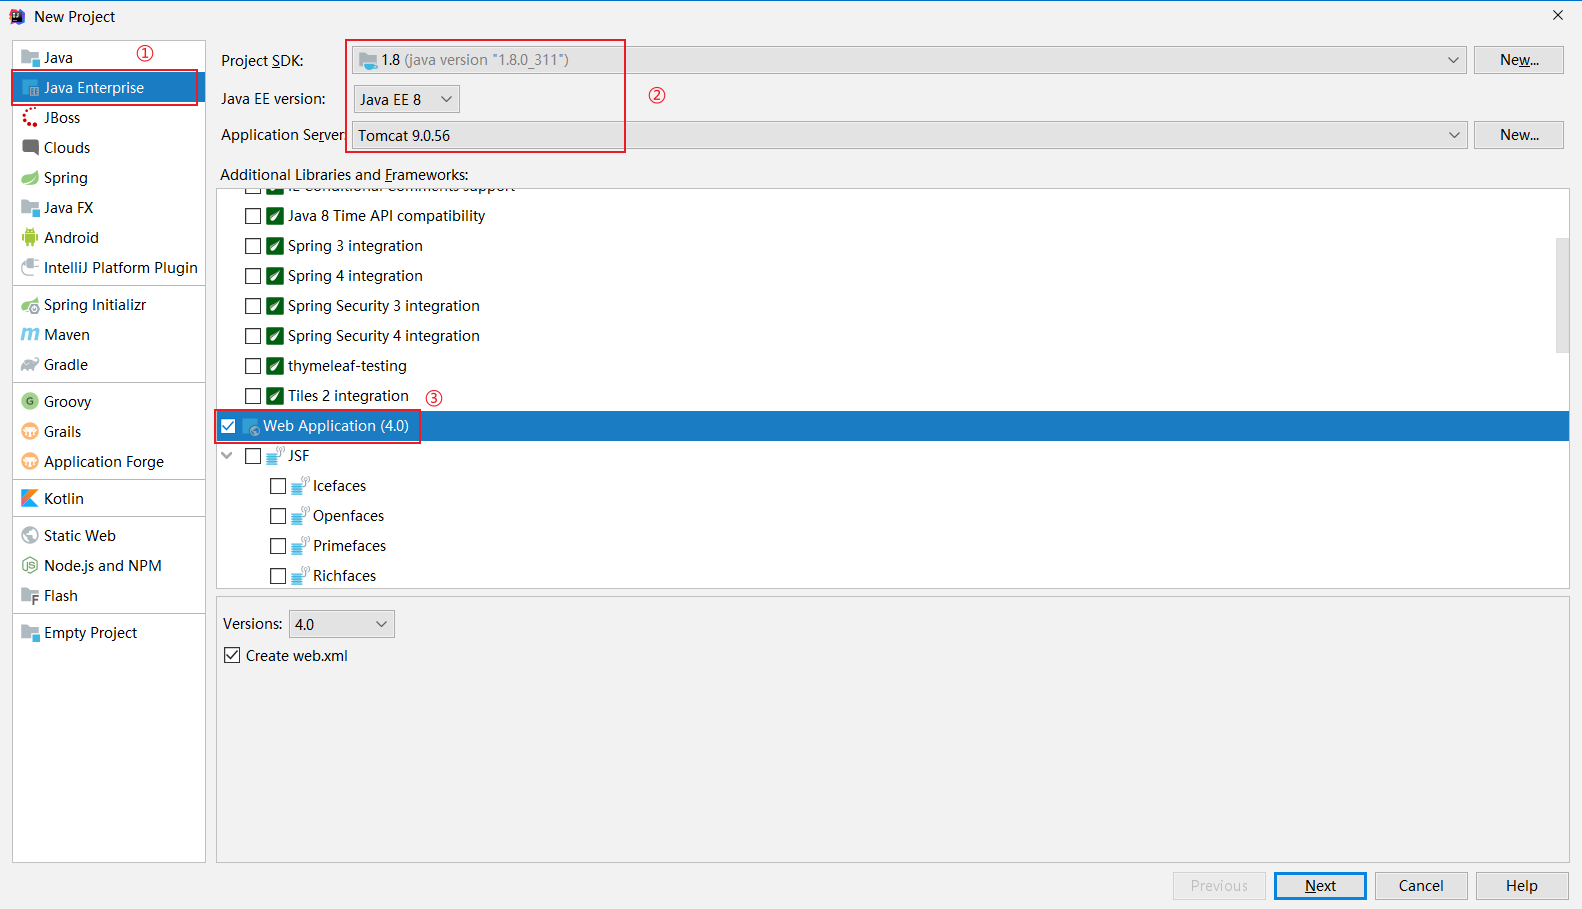 New Project
Java
①
Java Enterprise
JBoss
Clouds
Spring
Java FX
Android
IntelliJ Platform Plugin
Spring Initializr
Maven
Gradle
Groovy
Grails
Application Forge
Kotlin
Static Web
Node.js and NPM
Flash
Empty Project
Project SDK:
1.8 (java version "1.8.0_311")
New...
Java EE version:
Java EE 8
②
Application Server:
Tomcat 9.0.56
New...
Additional Libraries and Frameworks:
IE Conditional Comments support
Java 8 Time API compatibility
Spring 3 integration
Spring 4 integration
Spring Security 3 integration
Spring Security 4 integration
thymeleaf-testing
Tiles 2 integration
③
Web Application (4.0)
JSF
Icefaces
Openfaces
Primefaces
Richfaces
Versions:
4.0
Create web.xml
Previous
Next
Cancel
Help